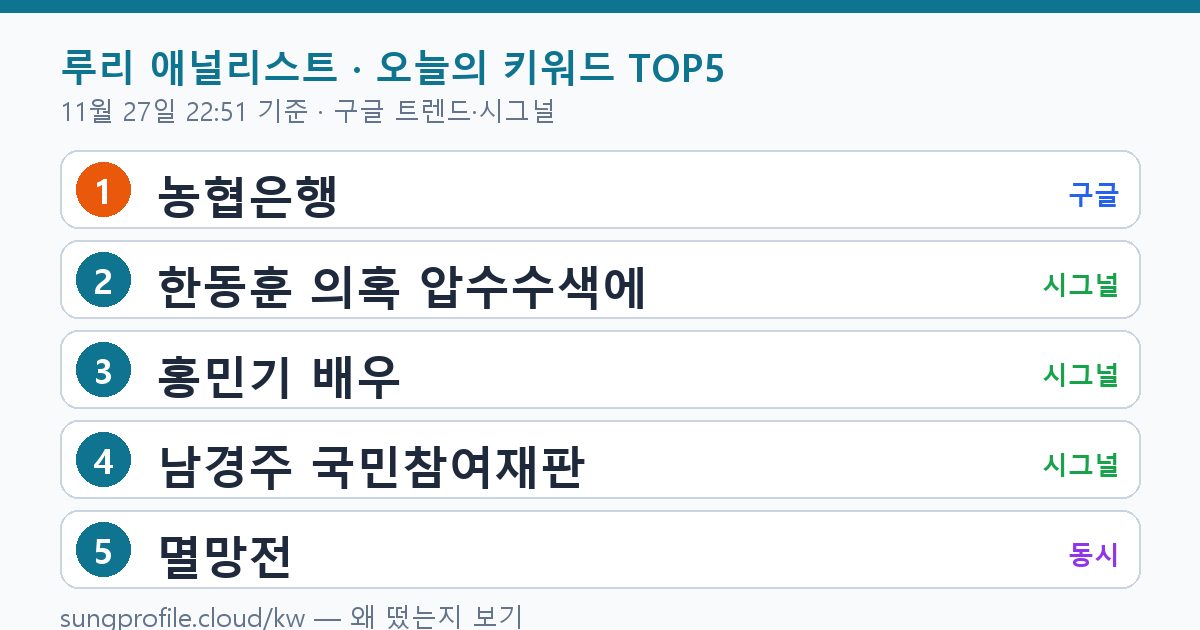 루리 애널리스트 · 오늘의 키워드 TOP5
11월 27일 22:51 기준 · 구글 트렌드·시그널
1 농협은행 구글
2 한동훈 의혹 압수수색에 시그널
3 홍민기 배우 시그널
4 남경주 국민참여재판 시그널
5 멸망전 동시
sungprofile.cloud/kw — 왜 떴는지 보기